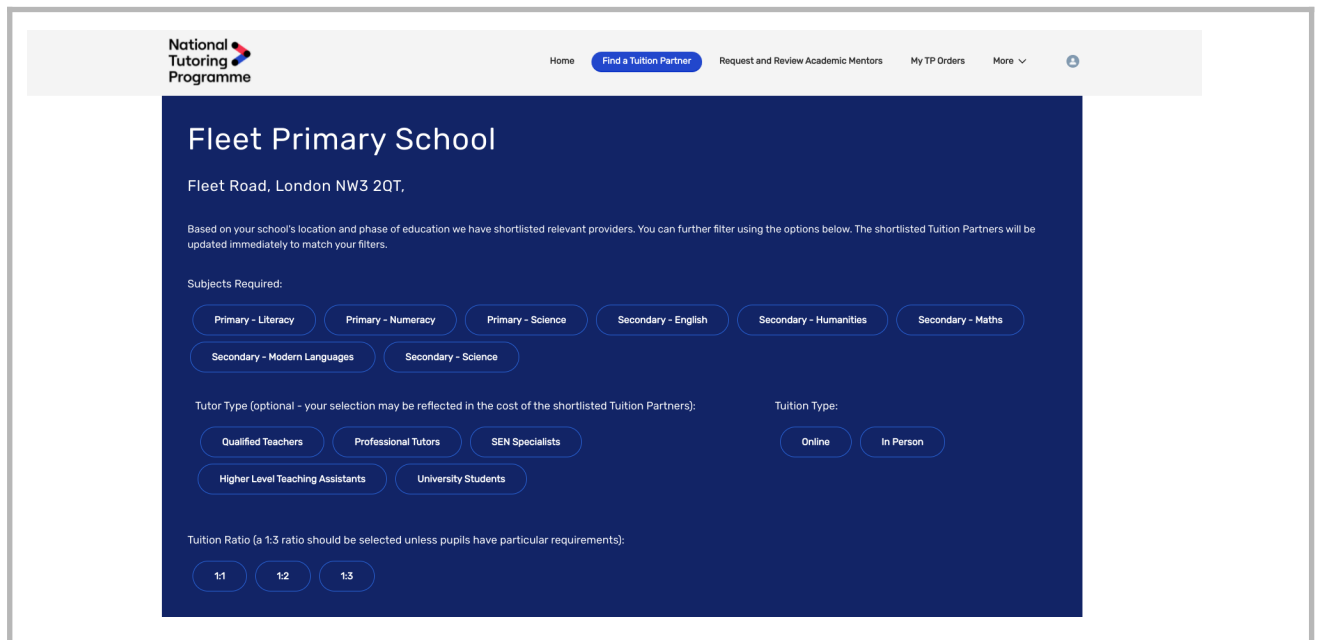 National
Tutoring
Programme
Home Find a Tuition Partner Request and Review Academic Mentors My TP Orders More
Fleet Primary School
Fleet Road, London NW3 2QT,
Based on your school's location and phase of education we have shortlisted relevant providers. You can further filter using the options below. The shortlisted Tuition Partners will be
updated immediately to match your filters.
Subjects Required:
Primary - Literacy Primary - Numeracy Primary - Science Secondary - English Secondary - Humanities Secondary - Maths
Secondary - Modern Languages Secondary - Science
Tutor Type (optional - your selection may be reflected in the cost of the shortlisted Tuition Partners): Tuition Type:
Qualified Teachers Professional Tutors SEN Specialists Online In Person
Higher Level Teaching Assistants University Students
Tuition Ratio (a 1:3 ratio should be selected unless pupils have particular requirements):
1:1 1:2 1:3